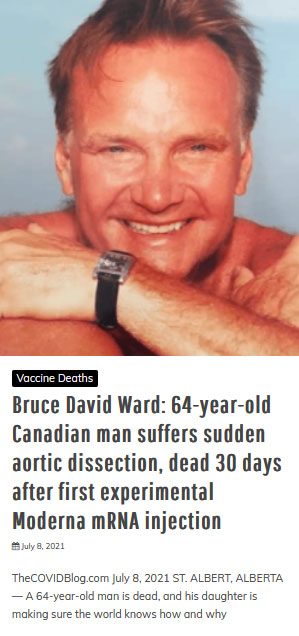 Vaccine Deaths
Bruce David Ward: 64-year-old
Canadian man suffers sudden
aortic dissection, dead 30 days
after first experimental
Moderna mRNA injection
July 8, 2021
TheCOVIDBlog.com July 8, 2021 ST. ALBERT, ALBERTA
— A 64-year-old man is dead, and his daughter is
making sure the world knows how and why